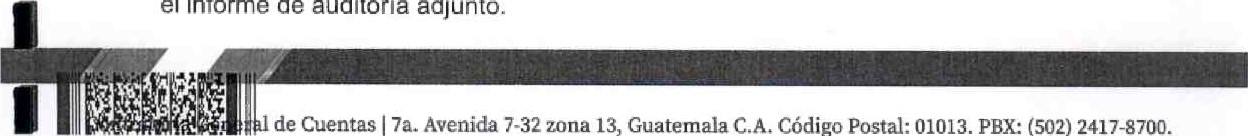 el informe de auditoría adjunto.
General de Cuentas | 7a. Avenida 7-32 zona 13, Guatemala C.A. Código Postal: 01013. PBX: (502) 2417-8700.